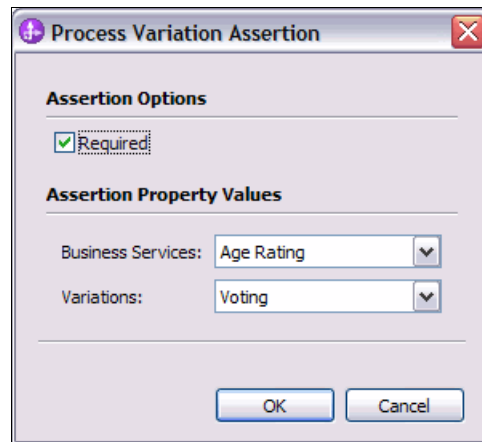 Process Variation Assertion
Assertion Options
Required
Assertion Property Values
Business Services: Age Rating
Variations: Voting
OK Cancel